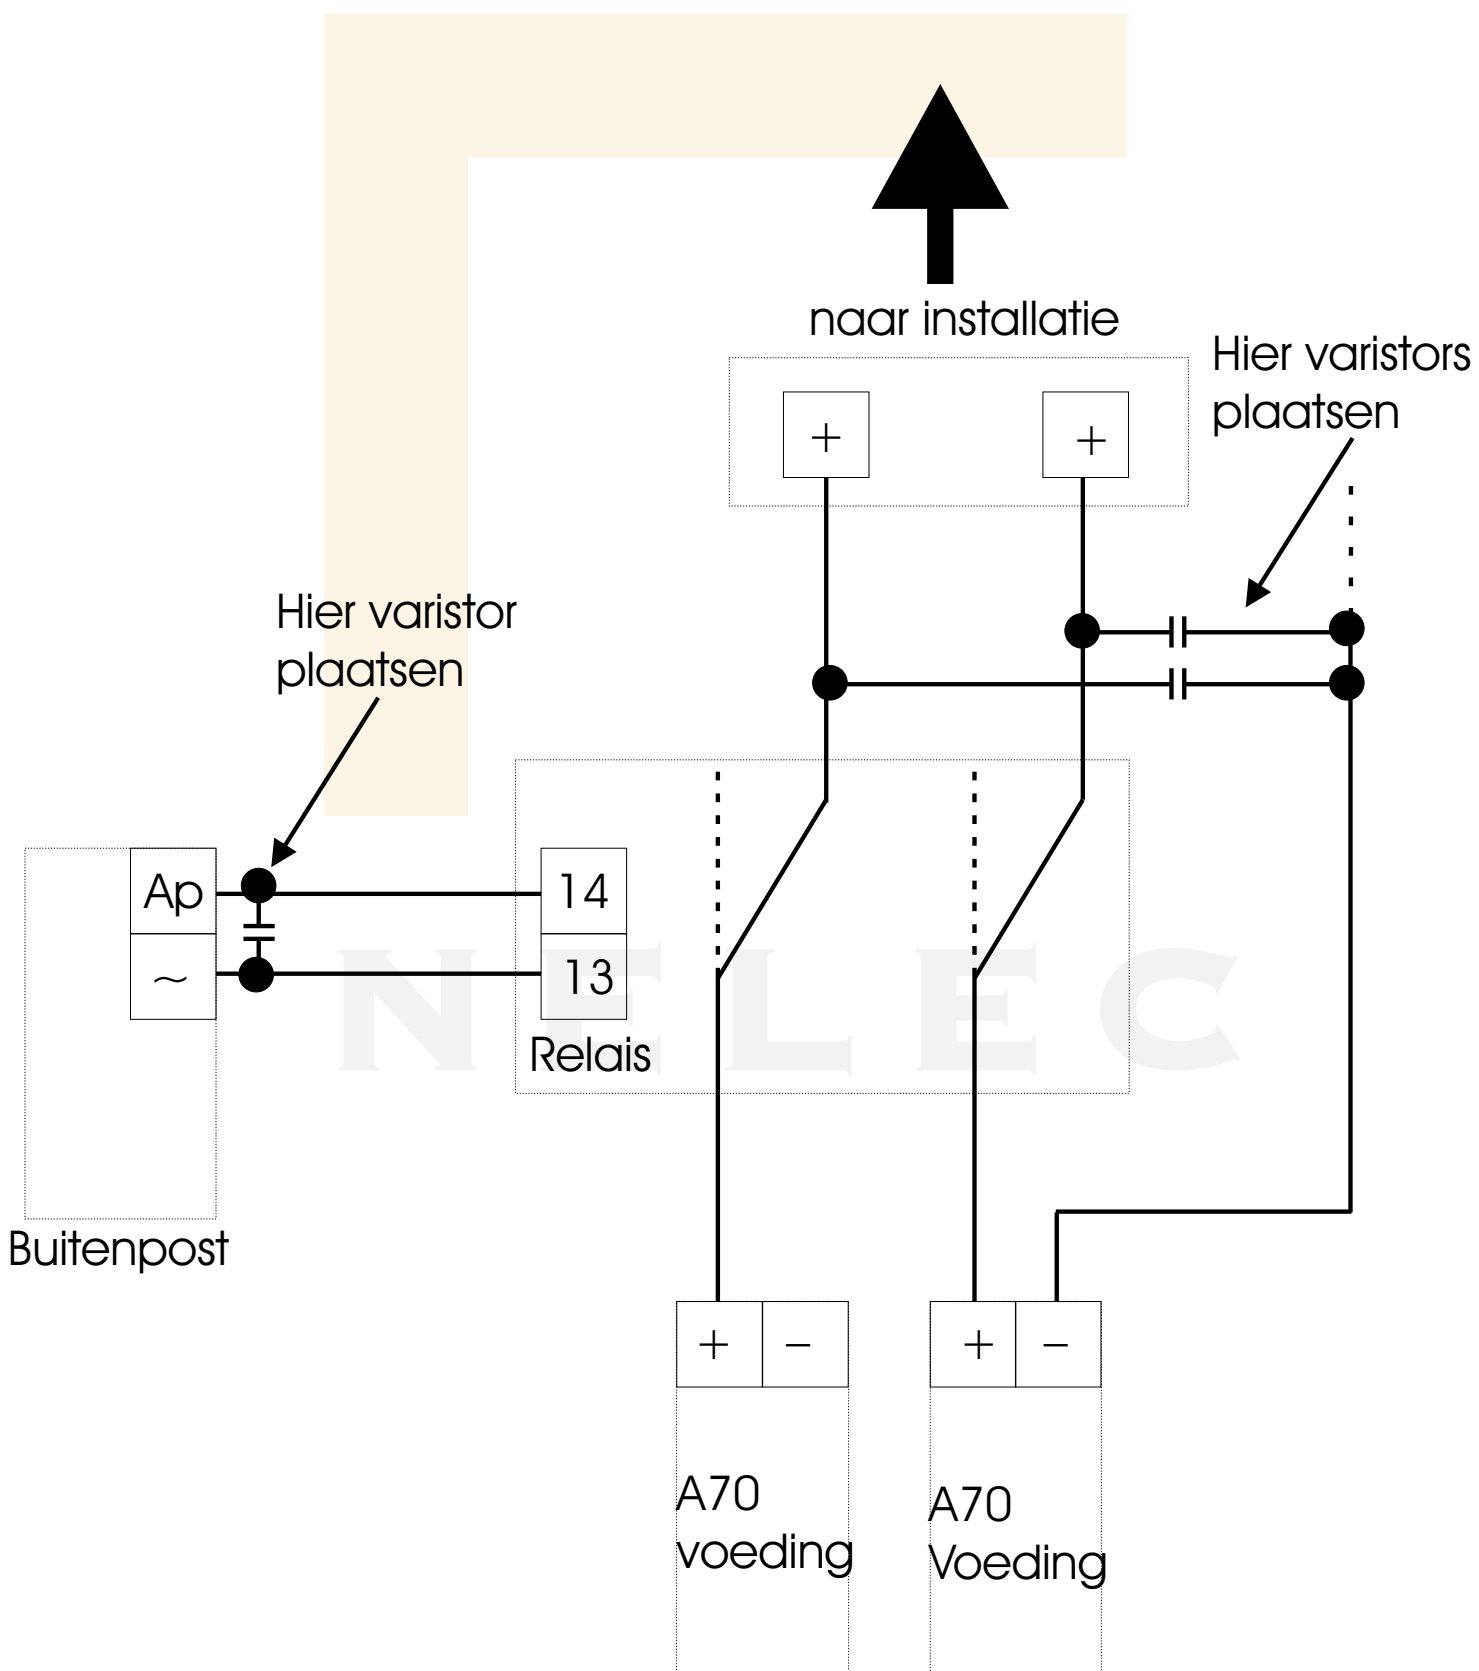 naar installatie
Hier varistors
plaatsen
+
+
Hier varistor
plaatsen
Ap
~
14
13
Relais
NELEC
Buitenpost
+ −
+ −
A70
voeding
A70
Voeding